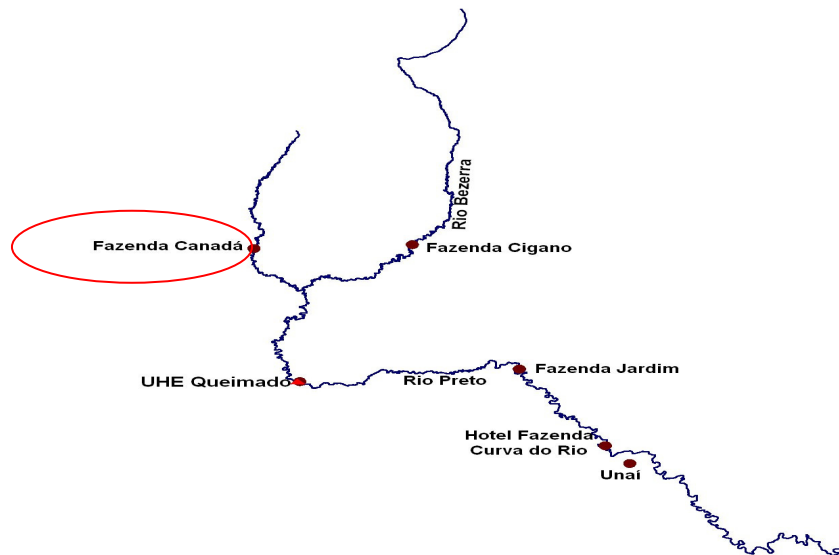 Rio Bezerra
Fazenda Canadá
Fazenda Cigano
Fazenda Jardim
UHE Queimado
Rio Preto
Hotel Fazenda
Curva do Rio
Unaí